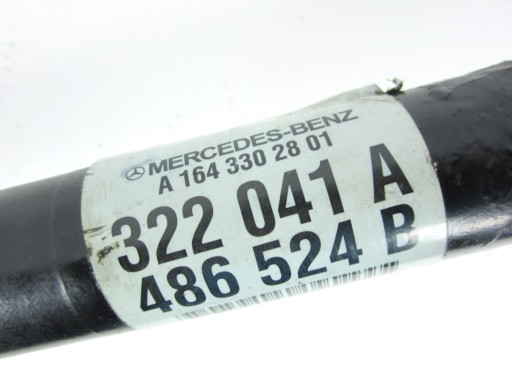 MERCEDES-BENZ
A 164 330 28 01
322 041 A
486 524 B